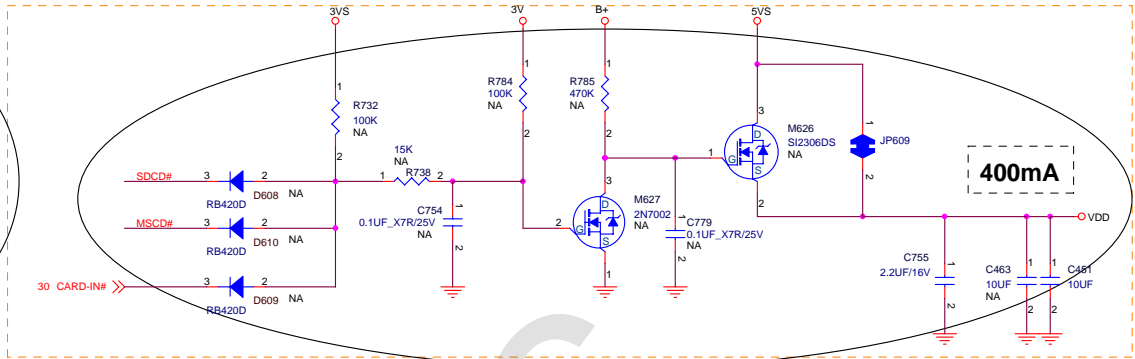 3VS
3V
B+
5VS
1
R732
100K
NA
2
1
R784
100K
NA
2
1
R785
470K
NA
2
15K
NA
1 R738 2
SDCD# 3 2
RB420D D608 NA
MSCD# 3 2
RB420D D610 NA
30 CARD-IN# 3 2
RB420D D609 NA
C754
0.1UF_X7R/25V
NA
1
2
3
D
G
S
2
1
M627
2N7002
NA
1
C779
0.1UF_X7R/25V
NA
2
3
D
G
S
1
2
M626
SI2306DS
NA
1
JP609
2
400mA
VDD
C755
2.2UF/16V
1
2
C463
10UF
NA
1
2
C451
10UF
1
2